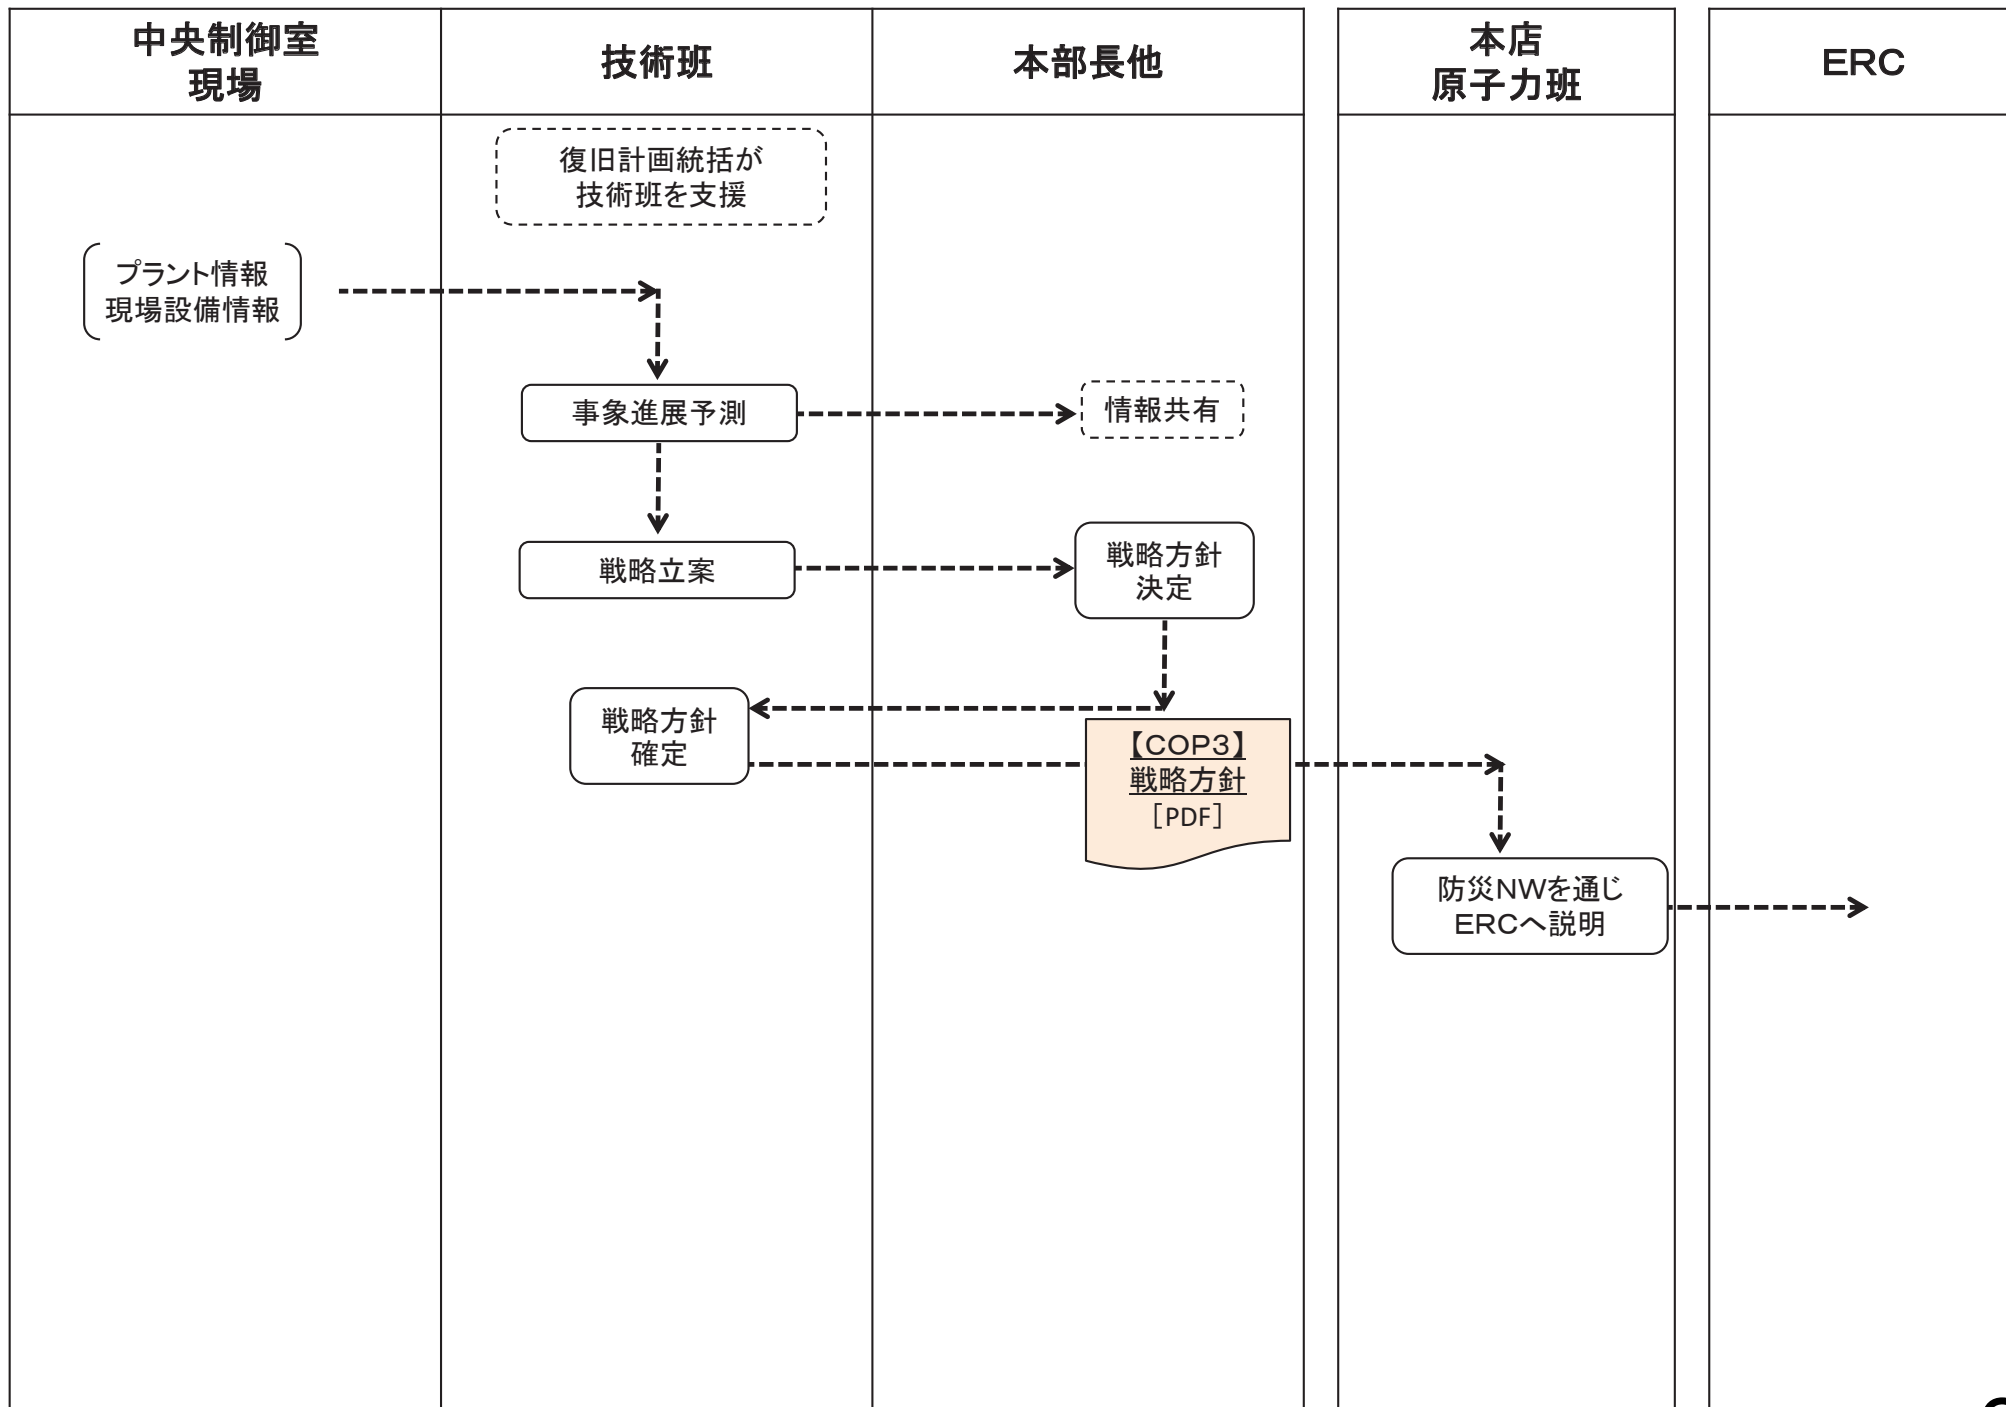 中央制御室
現場
技術班
本部長他
本店
原子力班
ERC
復旧計画統括が
技術班を支援
プラント情報
現場設備情報
事象進展予測
情報共有
戦略立案
戦略方針
決定
戦略方針
確定
【COP3】
戦略方針
[PDF]
防災NWを通じ
ERCへ説明